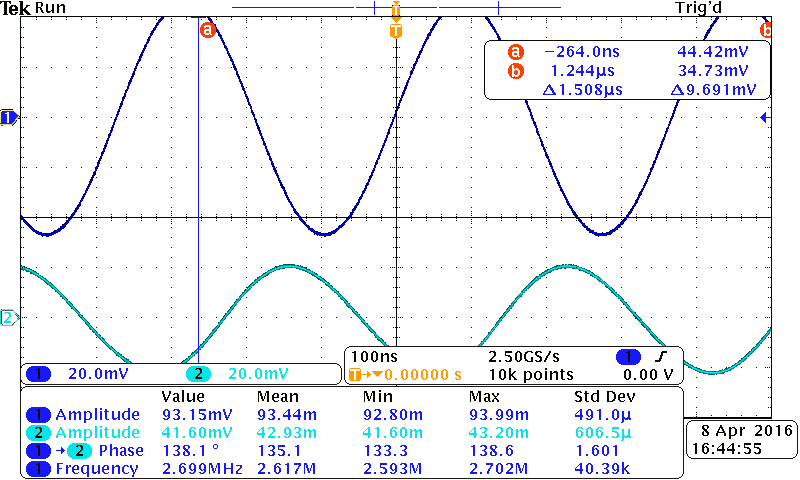 Tek Run T Trig'd
a T b
a −264.0ns 44.42mV
b 1.244µs 34.73mV
Δ1.508µs Δ9.691mV
1
2
1 20.0mV 2 20.0mV
100ns 2.50GS/s 1
T→▼0.00000 s 10k points 0.00 V
Value Mean Min Max Std Dev
1 Amplitude 93.15mV 93.44m 92.80m 93.99m 491.0µ
2 Amplitude 41.60mV 42.93m 41.60m 43.20m 606.5µ
1 → 2 Phase 138.1 ° 135.1 133.3 138.6 1.601
1 Frequency 2.699MHz 2.617M 2.593M 2.702M 40.39k
8 Apr 2016
16:44:55